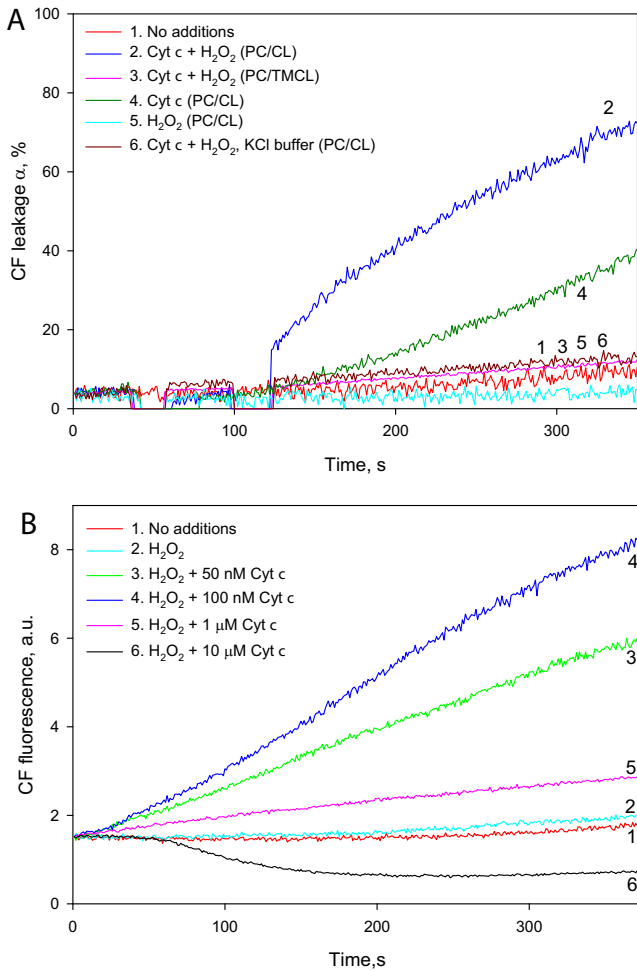 A
1. No additions
2. Cyt c + H₂O₂ (PC/CL)
3. Cyt c + H₂O₂ (PC/TMCL)
4. Cyt c (PC/CL)
5. H₂O₂ (PC/CL)
6. Cyt c + H₂O₂, KCl buffer (PC/CL)
CF leakage α, %
100
80
60
40
20
0
2
4
1 3 5 6
0 100 200 300
Time, s
B
1. No additions
2. H₂O₂
3. H₂O₂ + 50 nM Cyt c
4. H₂O₂ + 100 nM Cyt c
5. H₂O₂ + 1 μM Cyt c
6. H₂O₂ + 10 μM Cyt c
CF fluorescence, a.u.
8
6
4
2
0
4
3
5
2
1
6
0 100 200 300
Time,s